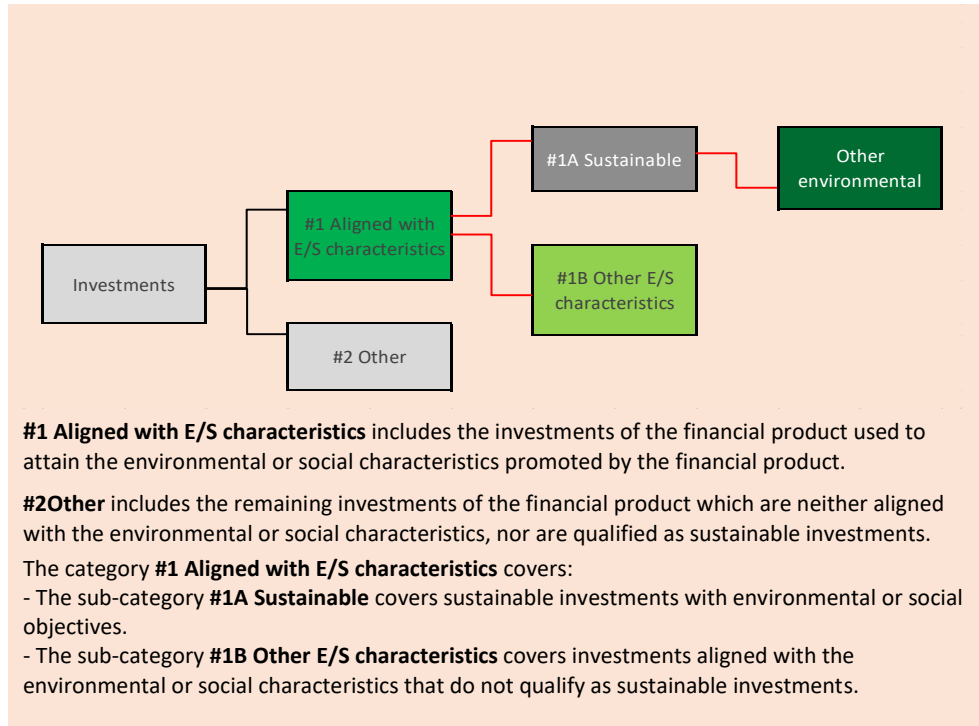 #1A Sustainable
Other
environmental
#1 Aligned with
E/S characteristics
Investments
#1B Other E/S
characteristics
#2 Other
#1 Aligned with E/S characteristics includes the investments of the financial product used to
attain the environmental or social characteristics promoted by the financial product.
#2Other includes the remaining investments of the financial product which are neither aligned
with the environmental or social characteristics, nor are qualified as sustainable investments.
The category #1 Aligned with E/S characteristics covers:
- The sub-category #1A Sustainable covers sustainable investments with environmental or social
objectives.
- The sub-category #1B Other E/S characteristics covers investments aligned with the
environmental or social characteristics that do not qualify as sustainable investments.